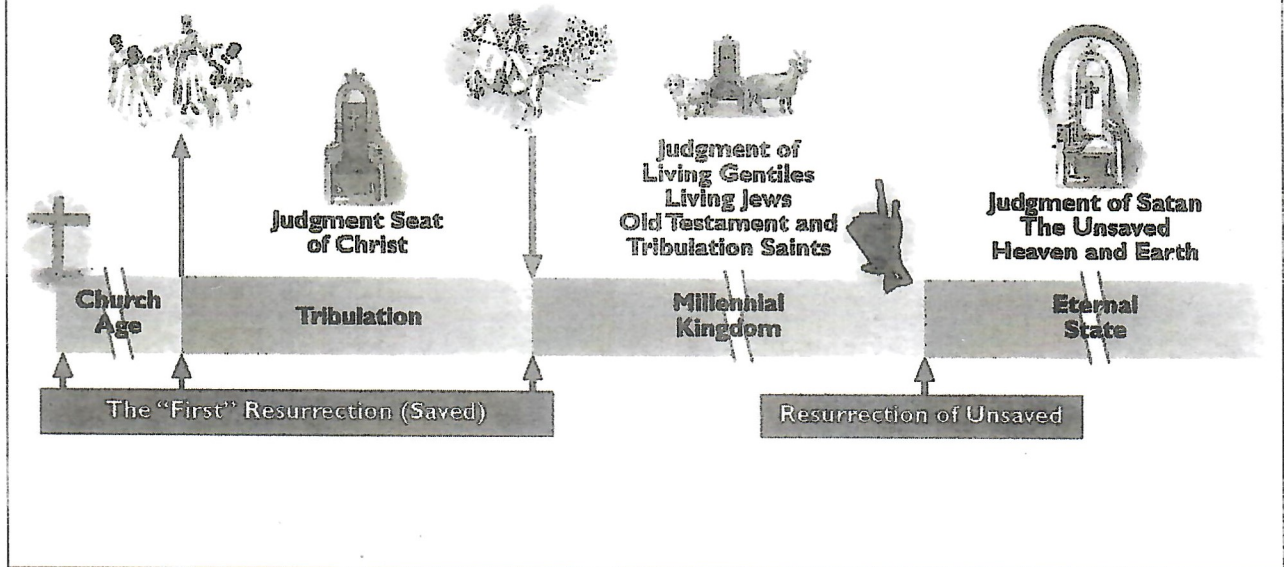 Judgment Seat
of Christ
Judgment of
Living Gentiles
Living Jews
Old Testament and
Tribulation Saints
Judgment of Satan
The Unsaved
Heaven and Earth
Church
Age
Tribulation
Millennial
Kingdom
Eternal
State
The “First” Resurrection (Saved)
Resurrection of Unsaved